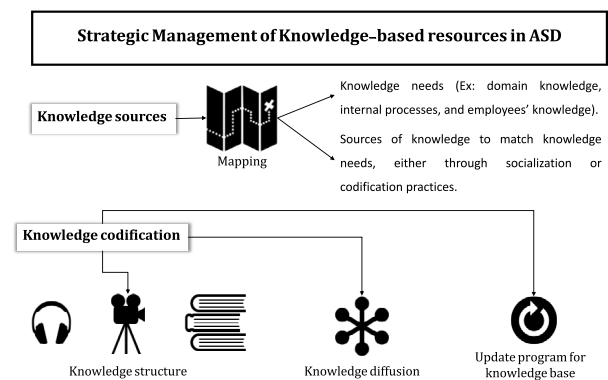 Strategic Management of Knowledge–based resources in ASD
Knowledge sources
Mapping
Knowledge needs (Ex: domain knowledge,
internal processes, and employees’ knowledge).
Sources of knowledge to match knowledge
needs, either through socialization or
codification practices.
Knowledge codification
Knowledge structure
Knowledge diffusion
Update program for
knowledge base